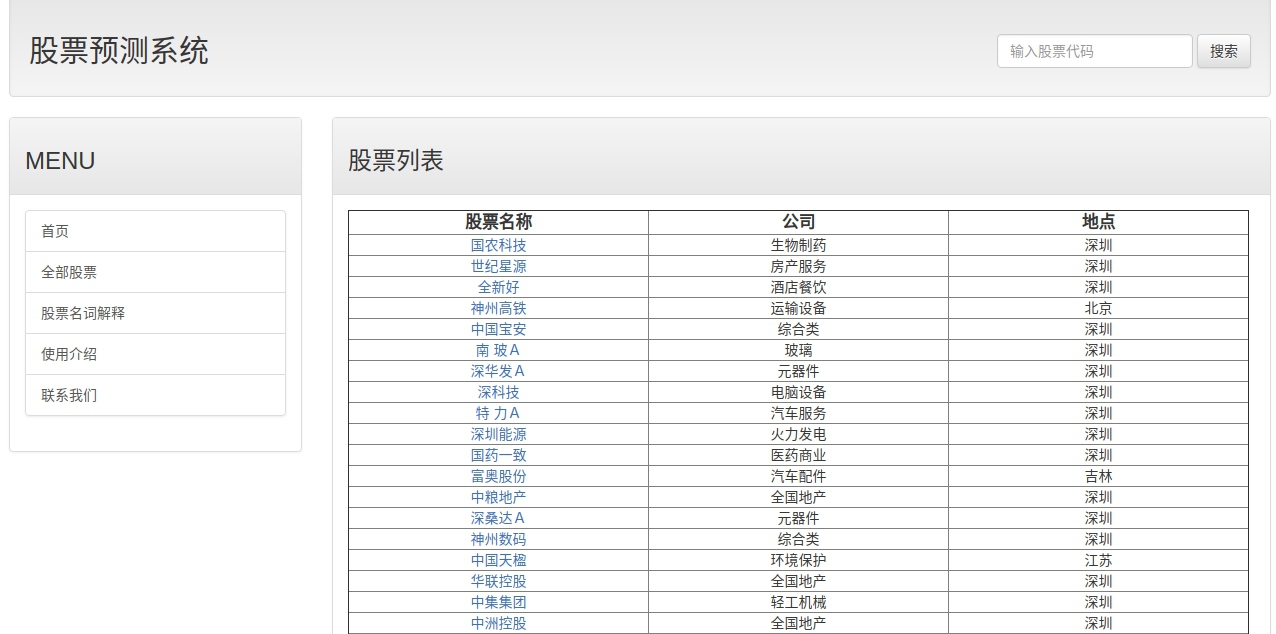 股票预测系统
输入股票代码 搜索
MENU
首页
全部股票
股票名词解释
使用介绍
联系我们
股票列表
股票名称 公司 地点
国农科技 生物制药 深圳
世纪星源 房产服务 深圳
全新好 酒店餐饮 深圳
神州高铁 运输设备 北京
中国宝安 综合类 深圳
南 玻Ａ 玻璃 深圳
深华发Ａ 元器件 深圳
深科技 电脑设备 深圳
特 力Ａ 汽车服务 深圳
深圳能源 火力发电 深圳
国药一致 医药商业 深圳
富奥股份 汽车配件 吉林
中粮地产 全国地产 深圳
深桑达Ａ 元器件 深圳
神州数码 综合类 深圳
中国天楹 环境保护 江苏
华联控股 全国地产 深圳
中集集团 轻工机械 深圳
中洲控股 全国地产 深圳